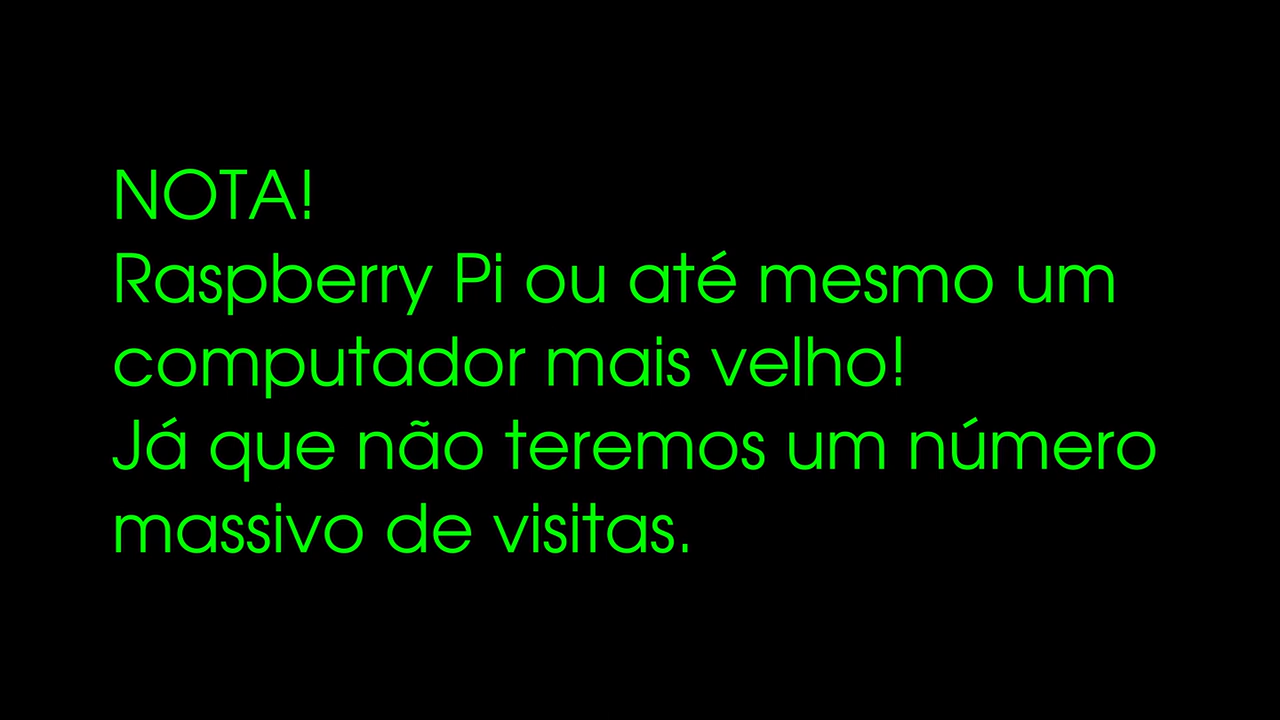 NOTA!
Raspberry Pi ou até mesmo um
computador mais velho!
Já que não teremos um número
massivo de visitas.